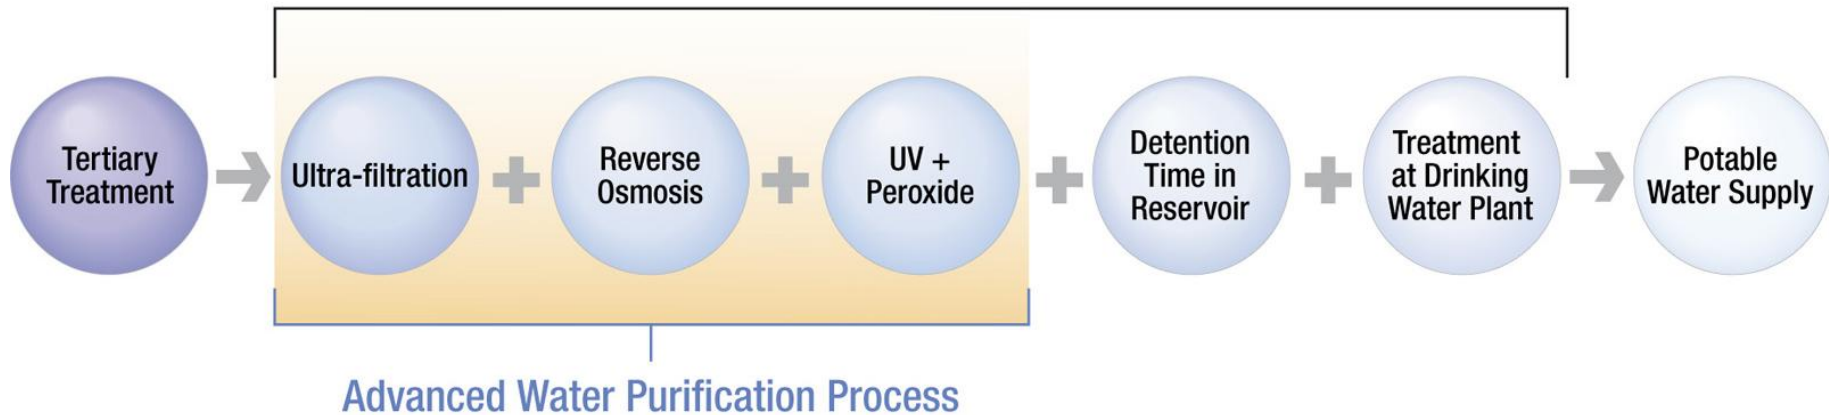 Tertiary
Treatment
Ultra-filtration
Reverse
Osmosis
UV +
Peroxide
Detention
Time in
Reservoir
Treatment
at Drinking
Water Plant
Potable
Water Supply
Advanced Water Purification Process